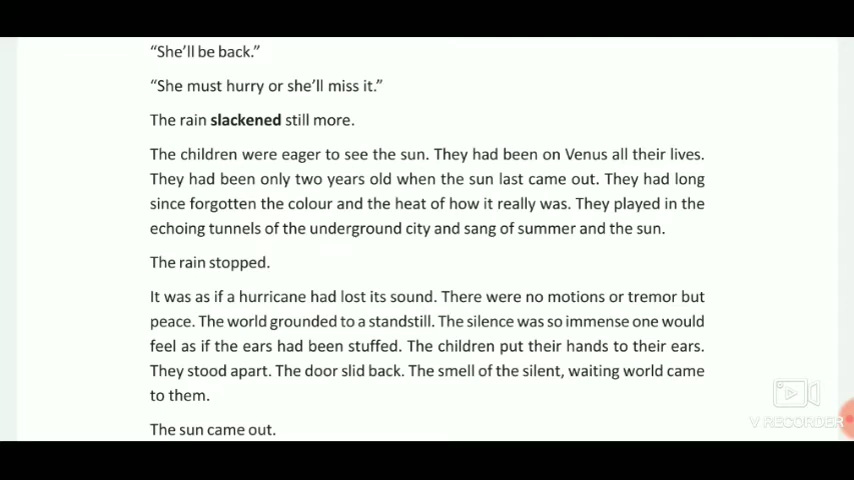 “She’ll be back.”
“She must hurry or she’ll miss it.”
The rain slackened still more.
The children were eager to see the sun. They had been on Venus all their lives.
They had been only two years old when the sun last came out. They had long
since forgotten the colour and the heat of how it really was. They played in the
echoing tunnels of the underground city and sang of summer and the sun.
The rain stopped.
It was as if a hurricane had lost its sound. There were no motions or tremor but
peace. The world grounded to a standstill. The silence was so immense one would
feel as if the ears had been stuffed. The children put their hands to their ears.
They stood apart. The door slid back. The smell of the silent, waiting world came
to them.
The sun came out.
V RECORDER